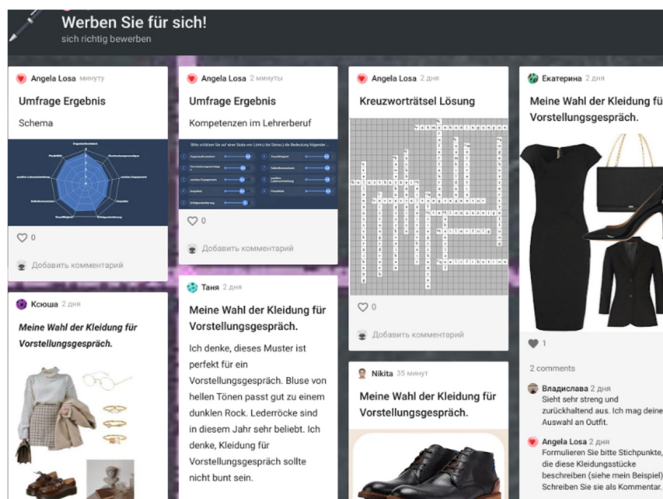 Werben Sie für sich!
sich richtig bewerben
Angela Losa минуту
Umfrage Ergebnis
Schema
0
Добавить комментарий
Ксюша 2 дня
Meine Wahl der Kleidung für
Vorstellungsgespräch.
Angela Losa 2 минуты
Umfrage Ergebnis
Kompetenzen im Lehrerberuf
0
Добавить комментарий
Таня 2 дня
Meine Wahl der Kleidung für
Vorstellungsgespräch.
Ich denke, dieses Muster ist
perfekt für ein
Vorstellungsgespräch. Bluse von
hellen Tönen passt gut zu einem
dunklen Rock. Lederröcke sind
in diesem Jahr sehr beliebt. Ich
denke, Kleidung für
Vorstellungsgespräch sollte
nicht bunt sein.
Angela Losa 2 дня
Kreuzworträtsel Lösung
0
Добавить комментарий
Nikita 35 минут
Meine Wahl der Kleidung für
Vorstellungsgespräch.
Екатерина 2 дня
Meine Wahl der Kleidung fü
Vorstellungsgespräch.
1
2 comments
Владислава 2 дня
Sieht sehr streng und
zurückhaltend aus. Ich mag deine
Auswahl an Outfit.
Angela Losa 2 дня
Formulieren Sie bitte Stichpunkte,
die diese Kleidungsstücke
beschreiben (siehe mein Beispiel)
Schreiben Sie sie als Kommentar.